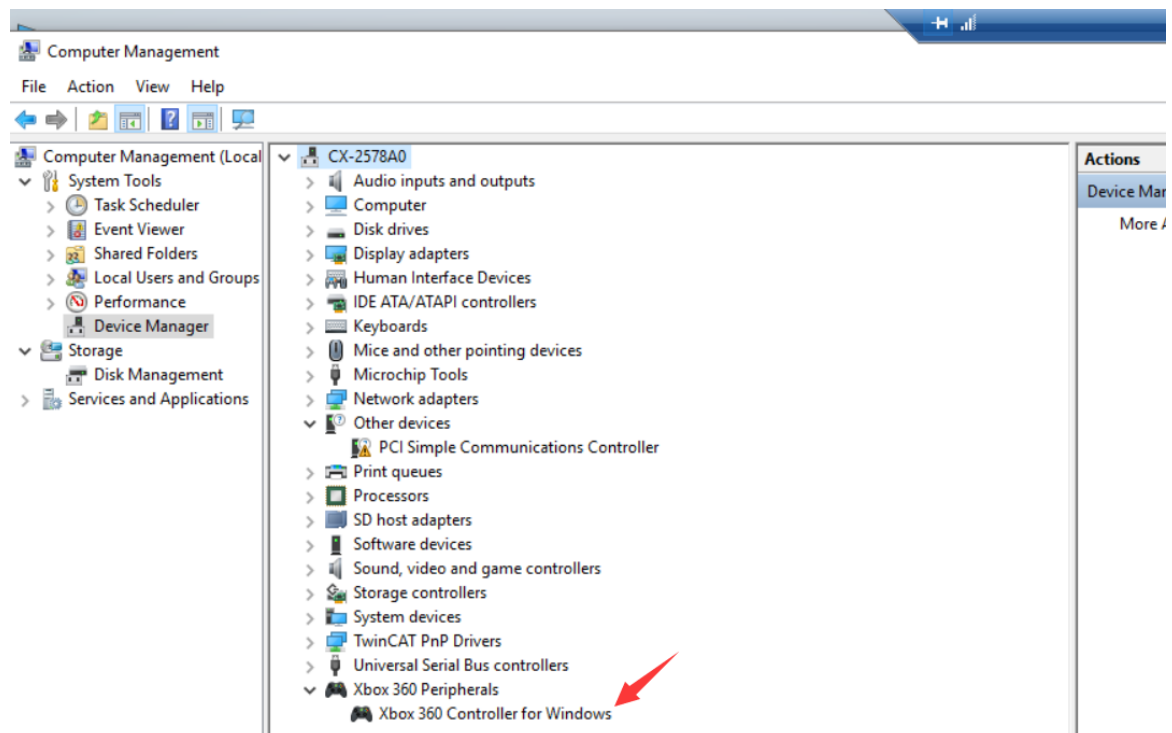 Computer Management
File Action View Help
Computer Management (Local
System Tools
Task Scheduler
Event Viewer
Shared Folders
Local Users and Groups
Performance
Device Manager
Storage
Disk Management
Services and Applications
CX-2578A0
Audio inputs and outputs
Computer
Disk drives
Display adapters
Human Interface Devices
IDE ATA/ATAPI controllers
Keyboards
Mice and other pointing devices
Microchip Tools
Network adapters
Other devices
PCI Simple Communications Controller
Print queues
Processors
SD host adapters
Software devices
Sound, video and game controllers
Storage controllers
System devices
TwinCAT PnP Drivers
Universal Serial Bus controllers
Xbox 360 Peripherals
Xbox 360 Controller for Windows
Actions
Device Mar
More A